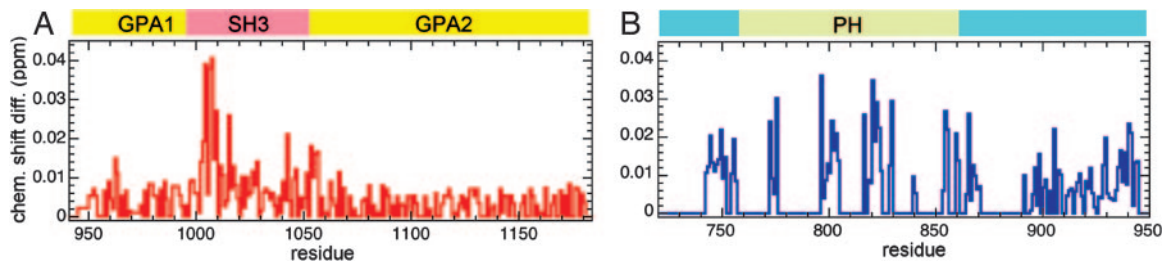 A GPA1 SH3 GPA2
chem. shift diff. (ppm)
0.04
0.03
0.02
0.01
0
950 1000 1050 1100 1150
residue
B PH
0.04
0.03
0.02
0.01
0
750 800 850 900 950
residue